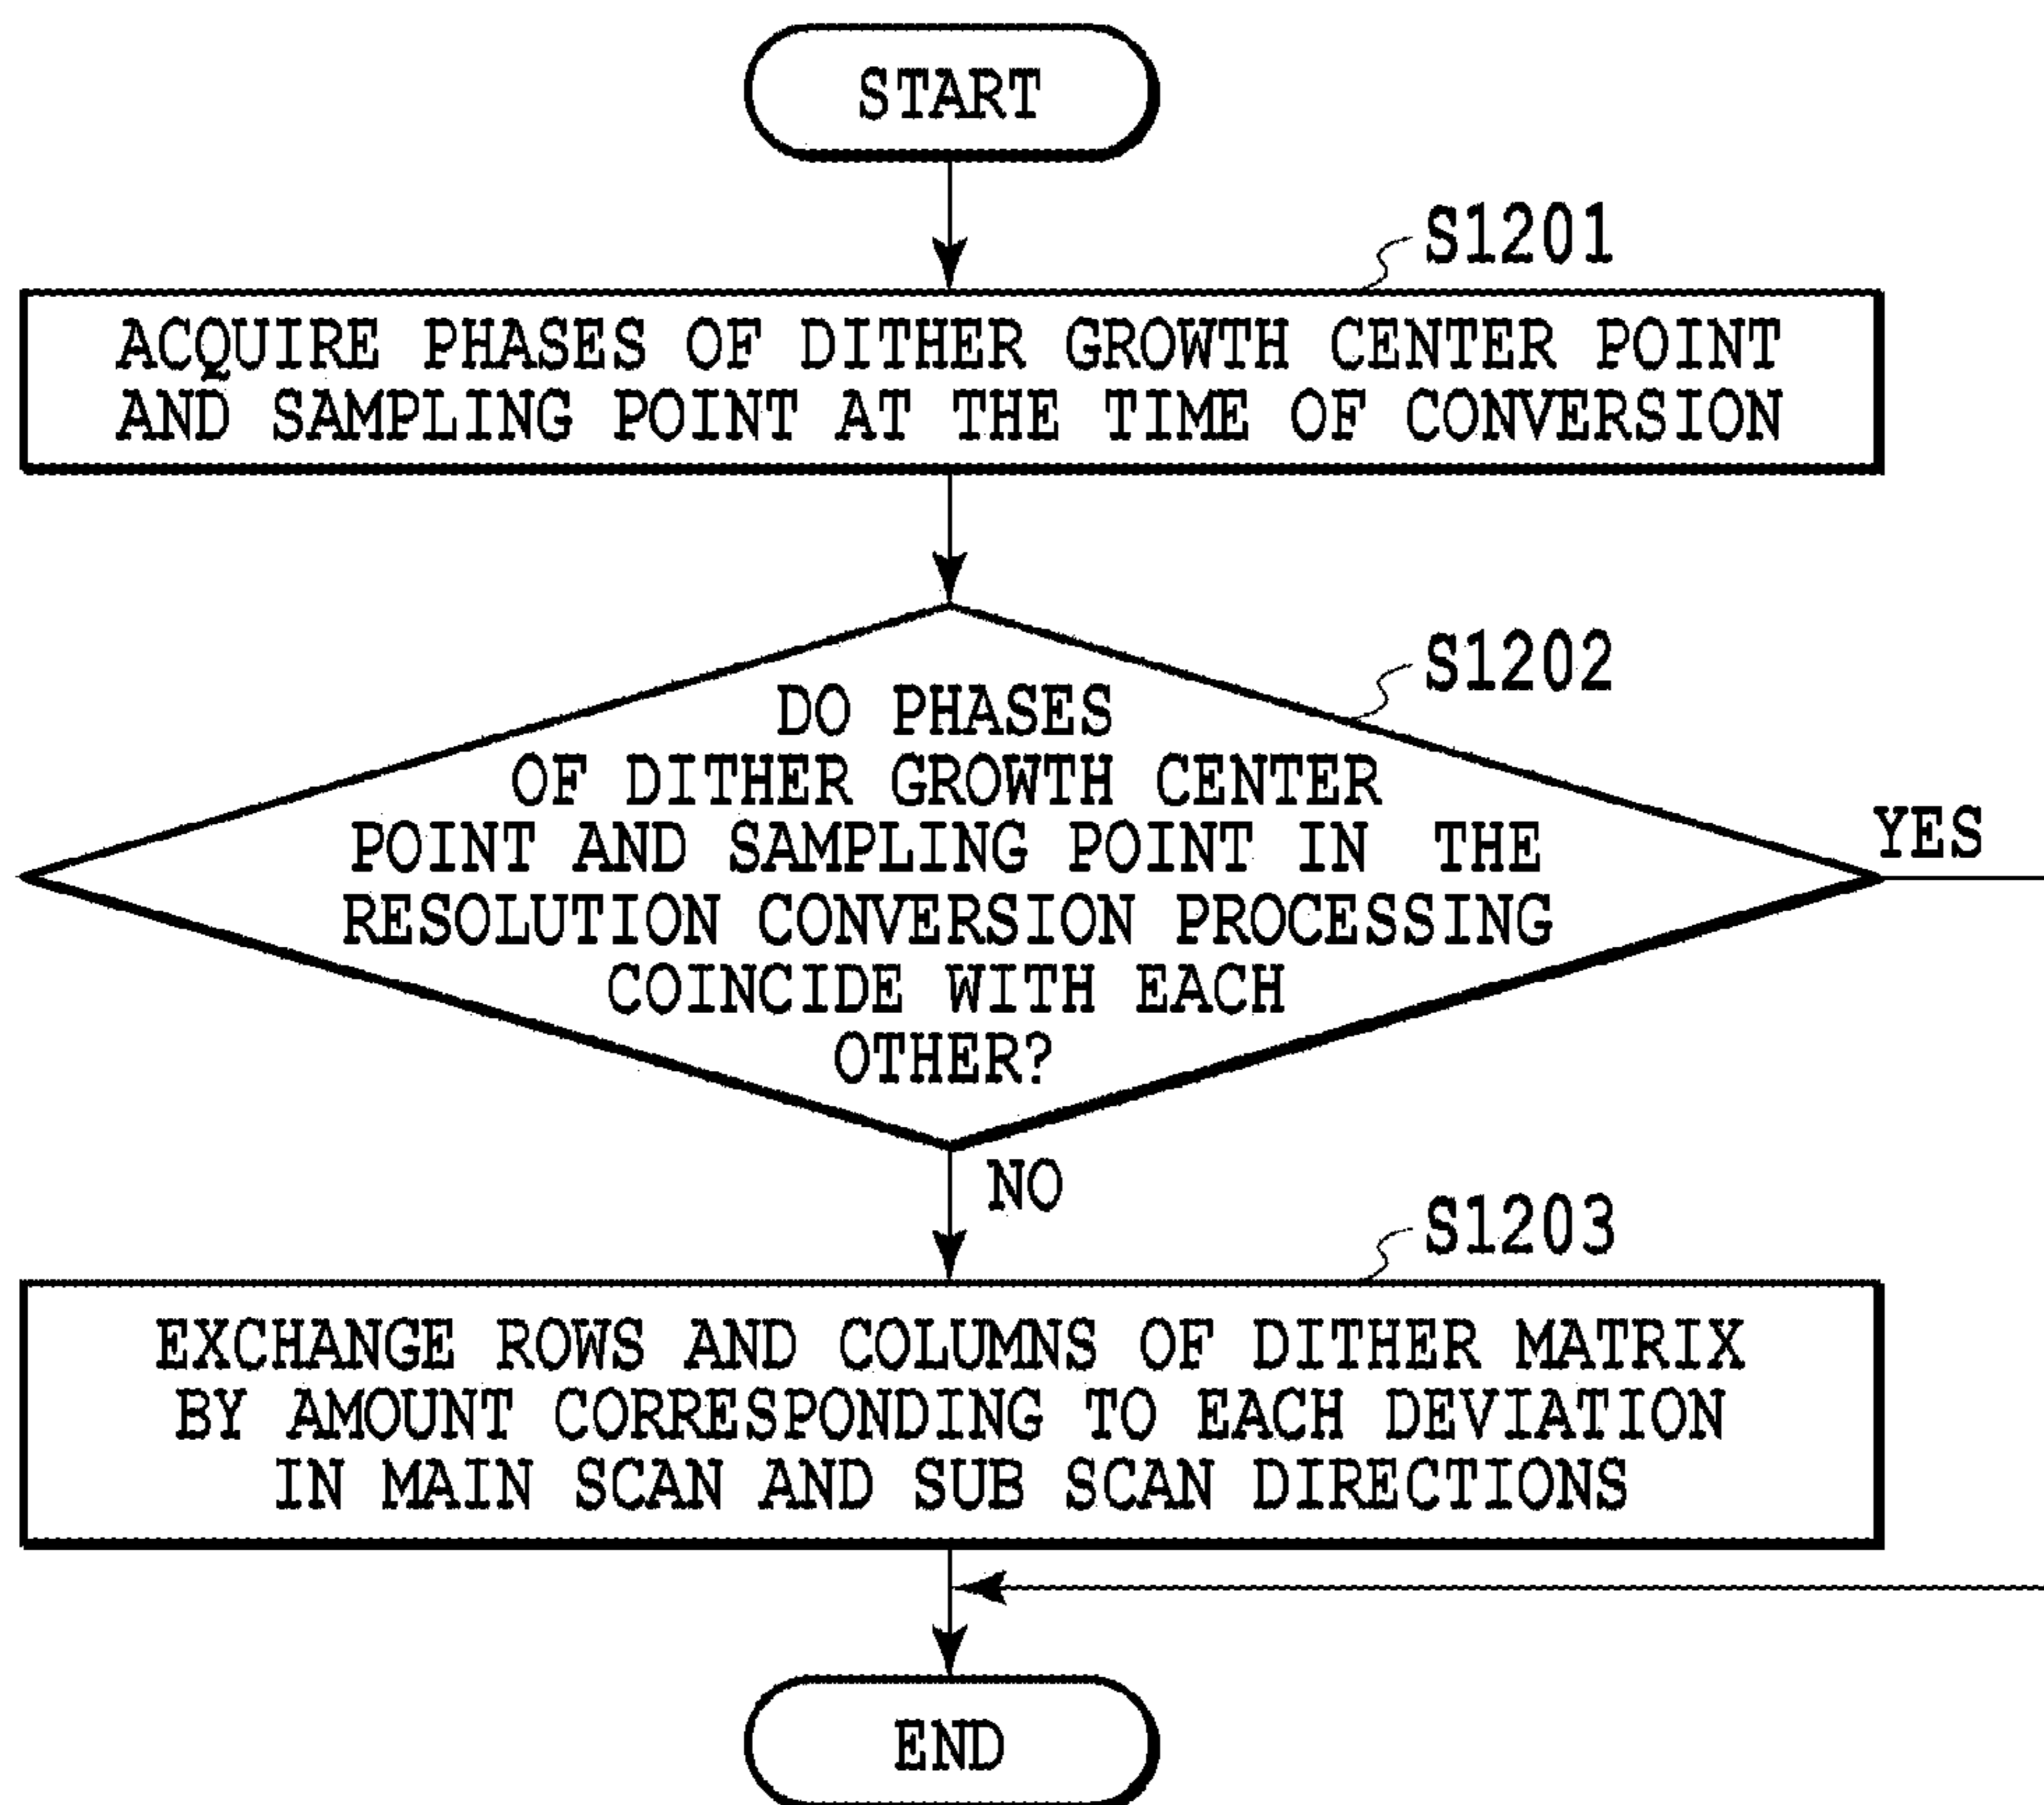 START
S1201
ACQUIRE PHASES OF DITHER GROWTH CENTER POINT
AND SAMPLING POINT AT THE TIME OF CONVERSION
S1202
DO PHASES
OF DITHER GROWTH CENTER
POINT AND SAMPLING POINT IN THE
RESOLUTION CONVERSION PROCESSING
COINCIDE WITH EACH
OTHER?
YES
NO
S1203
EXCHANGE ROWS AND COLUMNS OF DITHER MATRIX
BY AMOUNT CORRESPONDING TO EACH DEVIATION
IN MAIN SCAN AND SUB SCAN DIRECTIONS
END